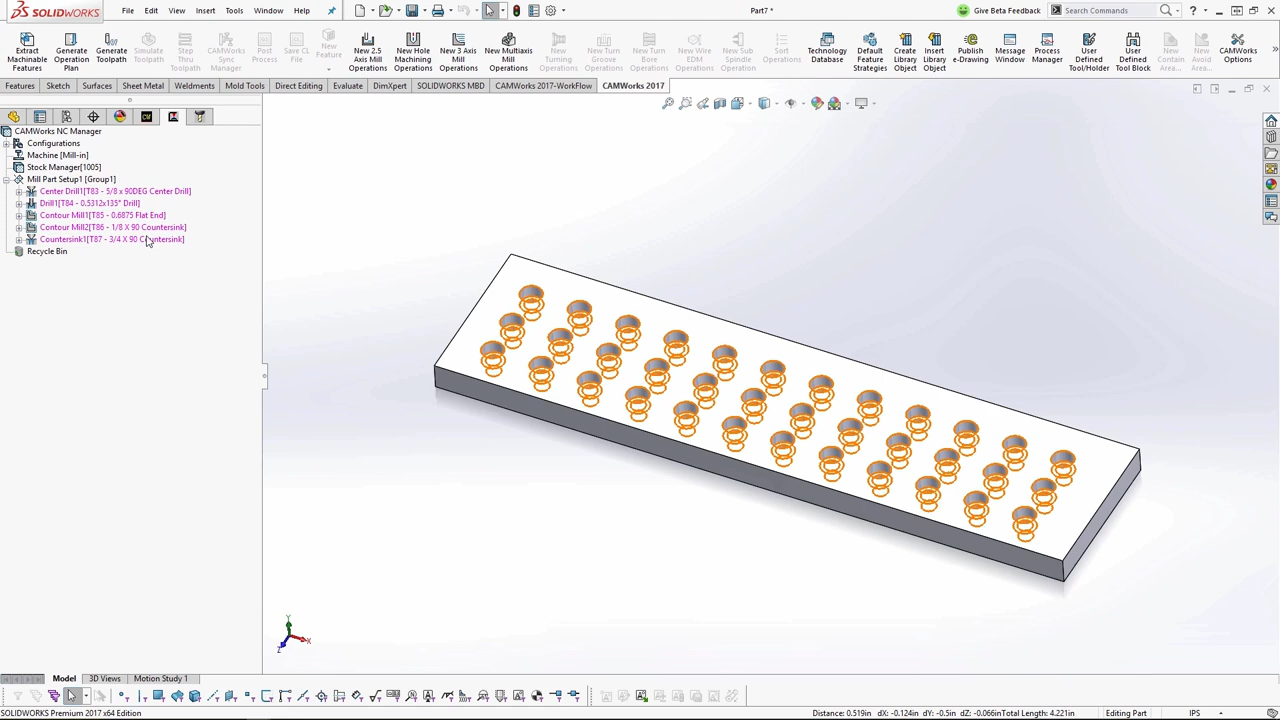 SOLIDWORKS File Edit View Insert Tools Window Help Part7 * Give Beta Feedback Search Commands
Extract Machinable Features
Generate Operation Plan
Generate Toolpath
Simulate Toolpath
Step Thru Toolpath
CAMWorks Sync Manager
Post Process
Save CL File
New Feature
New 2.5 Axis Mill Operations
New Hole Machining Operations
New 3 Axis Mill Operations
New Multiaxis Mill Operations
New Turning Operations
New Turn Bore Operations
New Wire EDM Operations
New Sub Spindle Operation
Sort Operations
Technology Database
Default Feature Strategies
Create Library Object
Insert Library Object
Publish e-Drawing
Message Window
Process Manager
User Defined Tool/Holder
User Defined Tool Block
New Contain Area...
New Avoid Area...
CAMWorks Options
Features Sketch Surfaces Sheet Metal Weldments Mold Tools Direct Editing Evaluate DimXpert SOLIDWORKS MBD CAMWorks 2017-WorkFlow CAMWorks 2017
CAMWorks NC Manager
Configurations
Machine [Mill-in]
Stock Manager[1005]
Mill Part Setup1 [Group1]
Center Drill1[T83 - 5/8 x 90DEG Center Drill]
Drill1[T84 - 0.5312x135° Drill]
Contour Mill1[T85 - 0.6875 Flat End]
Contour Mill2[T86 - 1/8 X 90 Countersink]
Countersink1[T87 - 3/4 X 90 Countersink]
Recycle Bin
Y
X
Z
Model 3D Views Motion Study 1
SOLIDWORKS Premium 2017 x64 Edition Distance: 0.519in dX: -0.124in dY: -0.5in dZ: -0.066in Total Length: 4.221in Editing Part IPS